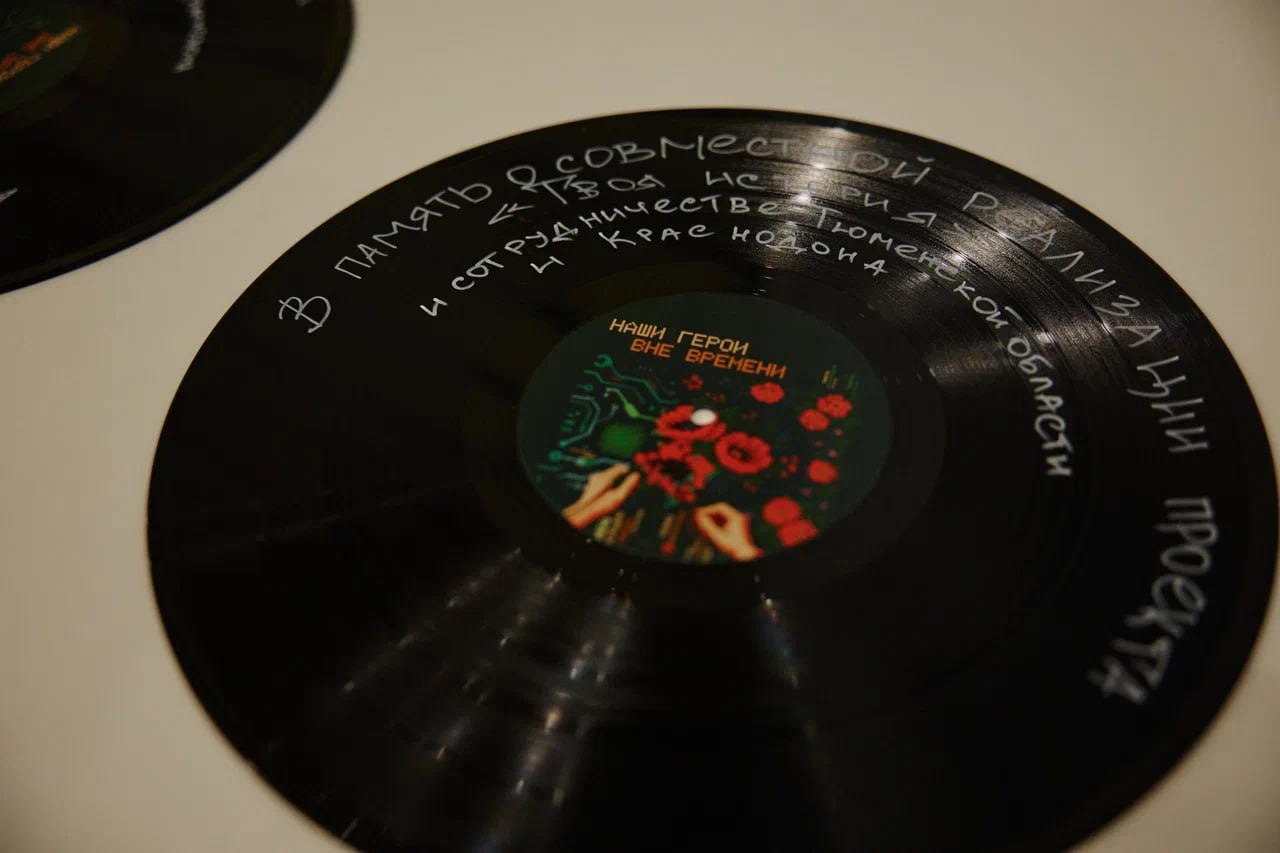 В ПАМЯТЬ О СОВМЕСТНОЙ РЕАЛИЗАЦИИ ПРОЕКТА
«ТВОЯ ИСТОРИЯ»
И СОТРУДНИЧЕСТВЕ ТЮМЕНСКОЙ ОБЛАСТИ
И КРАСНОДОНА
НАШИ ГЕРОИ
ВНЕ ВРЕМЕНИ